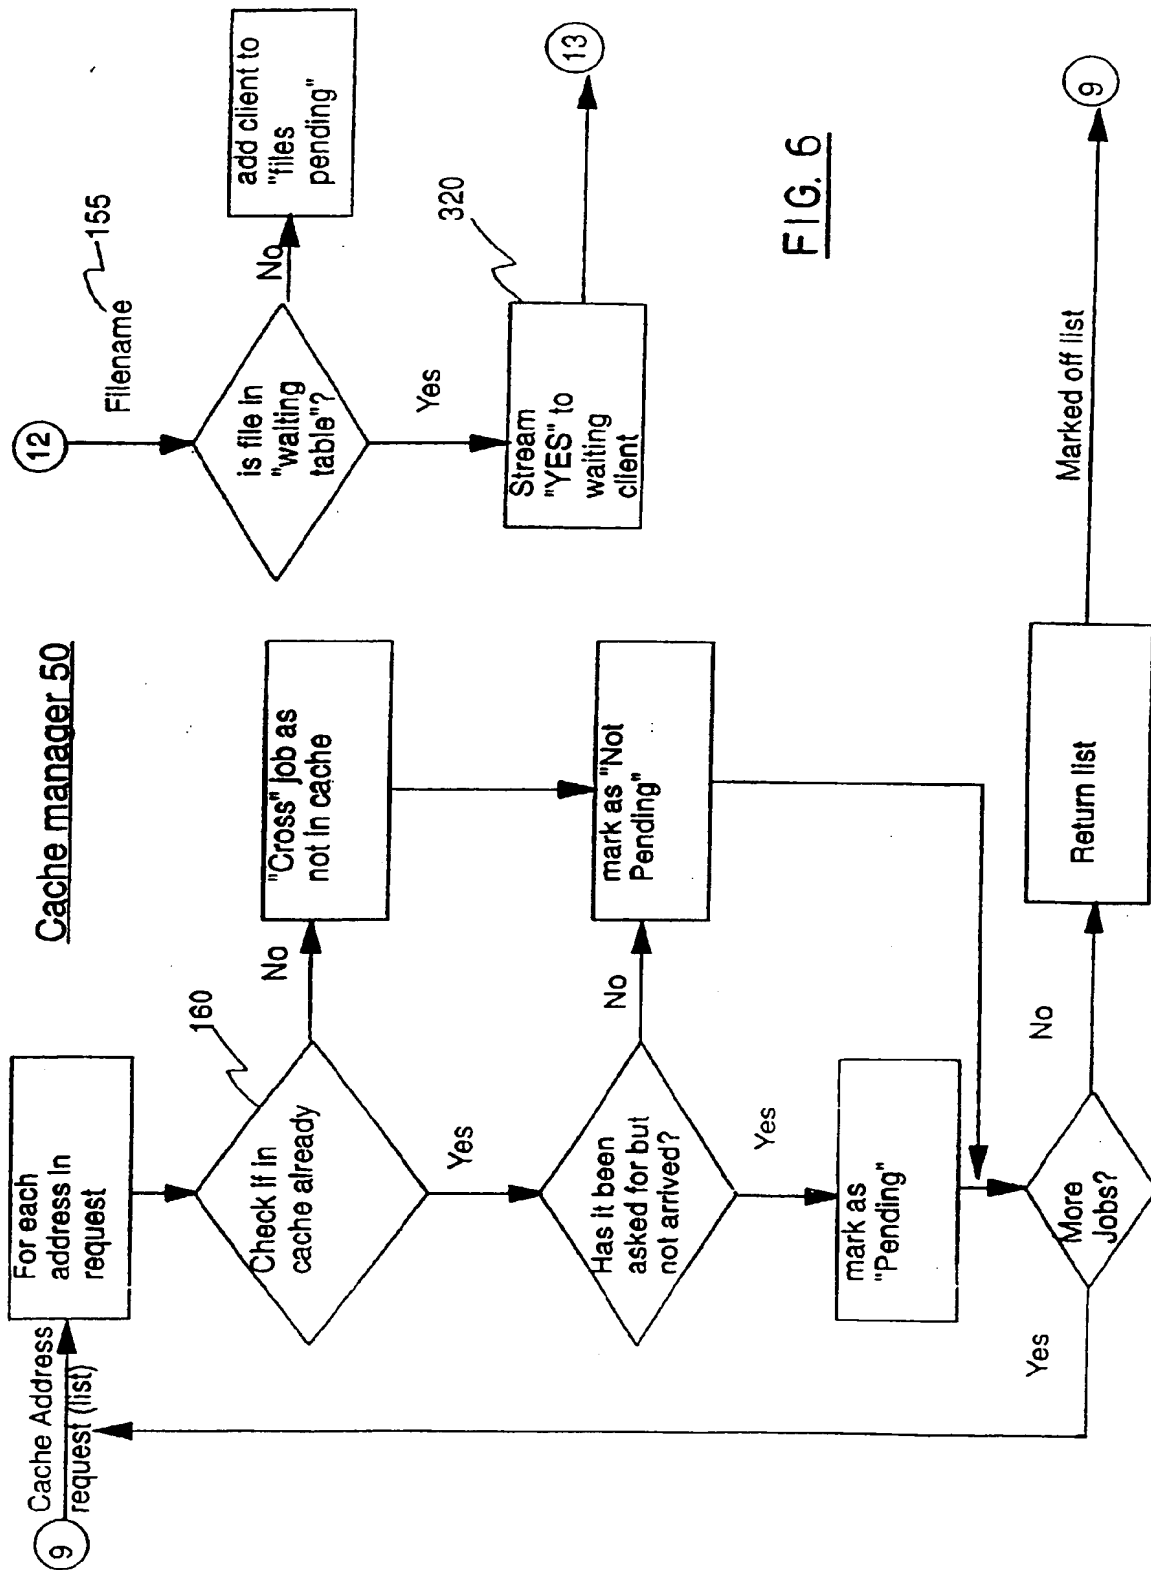 Cache manager 50
9
Cache Address
request (list)
For each
address in
request
160
Check if in
cache already
No
"Cross" job as
not in cache
Yes
Has it been
asked for but
not arrived?
No
mark as "Not
Pending"
Yes
mark as
"Pending"
More
Jobs?
Yes
No
Return list
Marked off list
9
12
Filename
155
is file in
"waiting
table"?
No
add client to
"files
pending"
Yes
320
Stream
"YES" to
waiting
client
13
FIG. 6